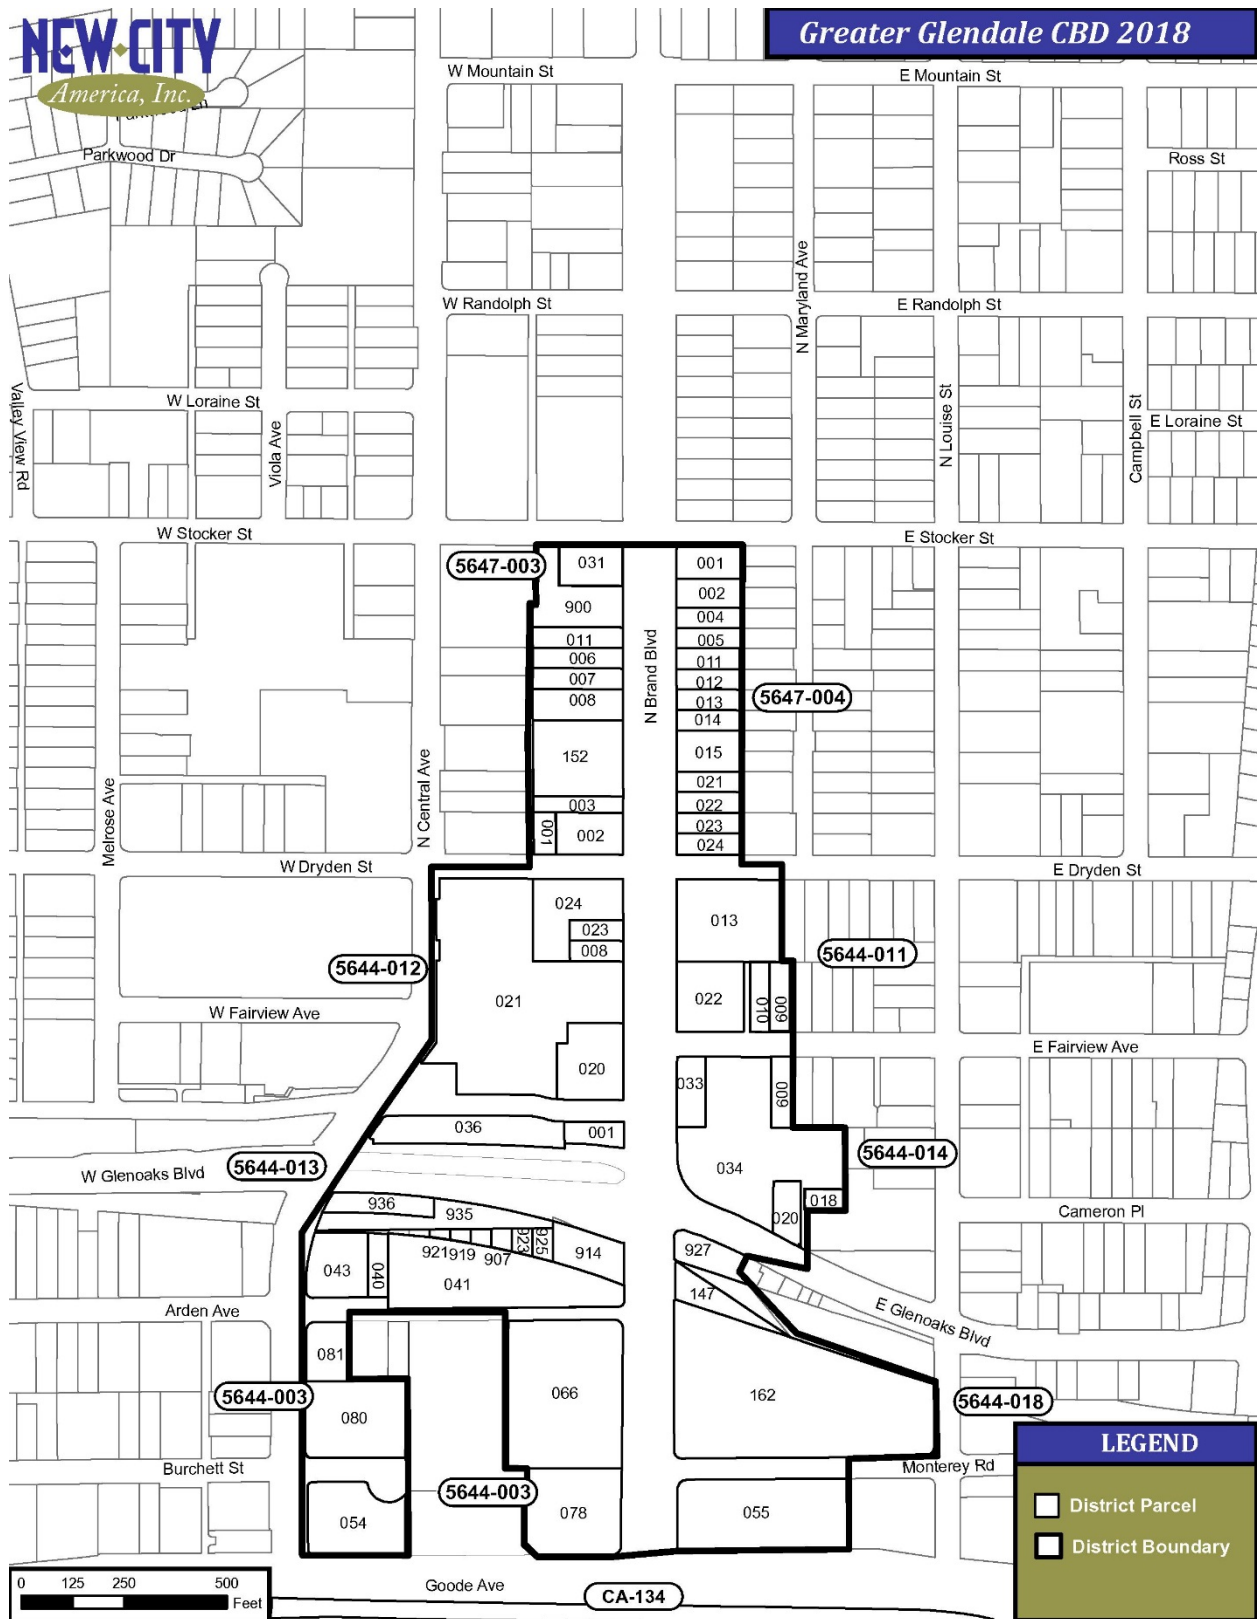 NEW CITY
America, Inc.
Greater Glendale CBD 2018
W Mountain St
E Mountain St
Parkwood Ln
Parkwood Dr
Ross St
N Maryland Ave
W Randolph St
E Randolph St
Valley View Rd
W Loraine St
Viola Ave
N Louise St
Campbell St
E Loraine St
W Stocker St
E Stocker St
5647-003
031
001
900
002
004
011
005
006
011
007
012
008
013
5647-004
014
N Brand Blvd
152
015
021
003
022
001
002
023
024
Melrose Ave
N Central Ave
W Dryden St
E Dryden St
024
013
023
008
5644-012
5644-011
021
022
010
009
W Fairview Ave
E Fairview Ave
020
033
009
036
001
5644-014
W Glenoaks Blvd
5644-013
034
018
936
935
020
Cameron Pl
921
919
907
923
925
914
927
043
040
041
147
Arden Ave
E Glenoaks Blvd
081
5644-003
080
066
162
5644-018
Burchett St
Monterey Rd
5644-003
054
078
055
LEGEND
District Parcel
District Boundary
0 125 250 500
Feet
Goode Ave
CA-134